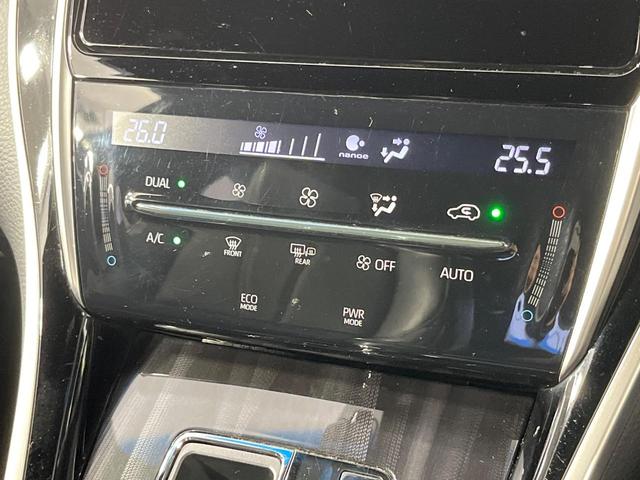 26.0 nanoe 25.5
DUAL
A/C FRONT REAR OFF AUTO
ECO MODE PWR MODE